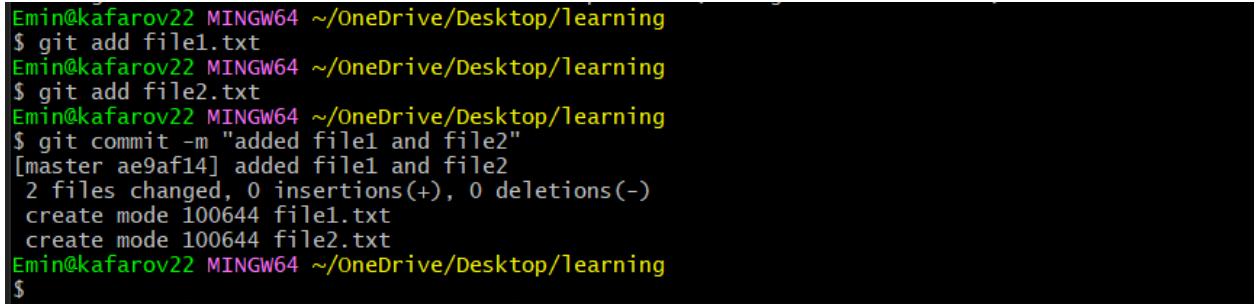 Emin@kafarov22 MINGW64 ~/OneDrive/Desktop/learning
$ git add file1.txt
Emin@kafarov22 MINGW64 ~/OneDrive/Desktop/learning
$ git add file2.txt
Emin@kafarov22 MINGW64 ~/OneDrive/Desktop/learning
$ git commit -m "added file1 and file2"
[master ae9af14] added file1 and file2
 2 files changed, 0 insertions(+), 0 deletions(-)
 create mode 100644 file1.txt
 create mode 100644 file2.txt
Emin@kafarov22 MINGW64 ~/OneDrive/Desktop/learning
$